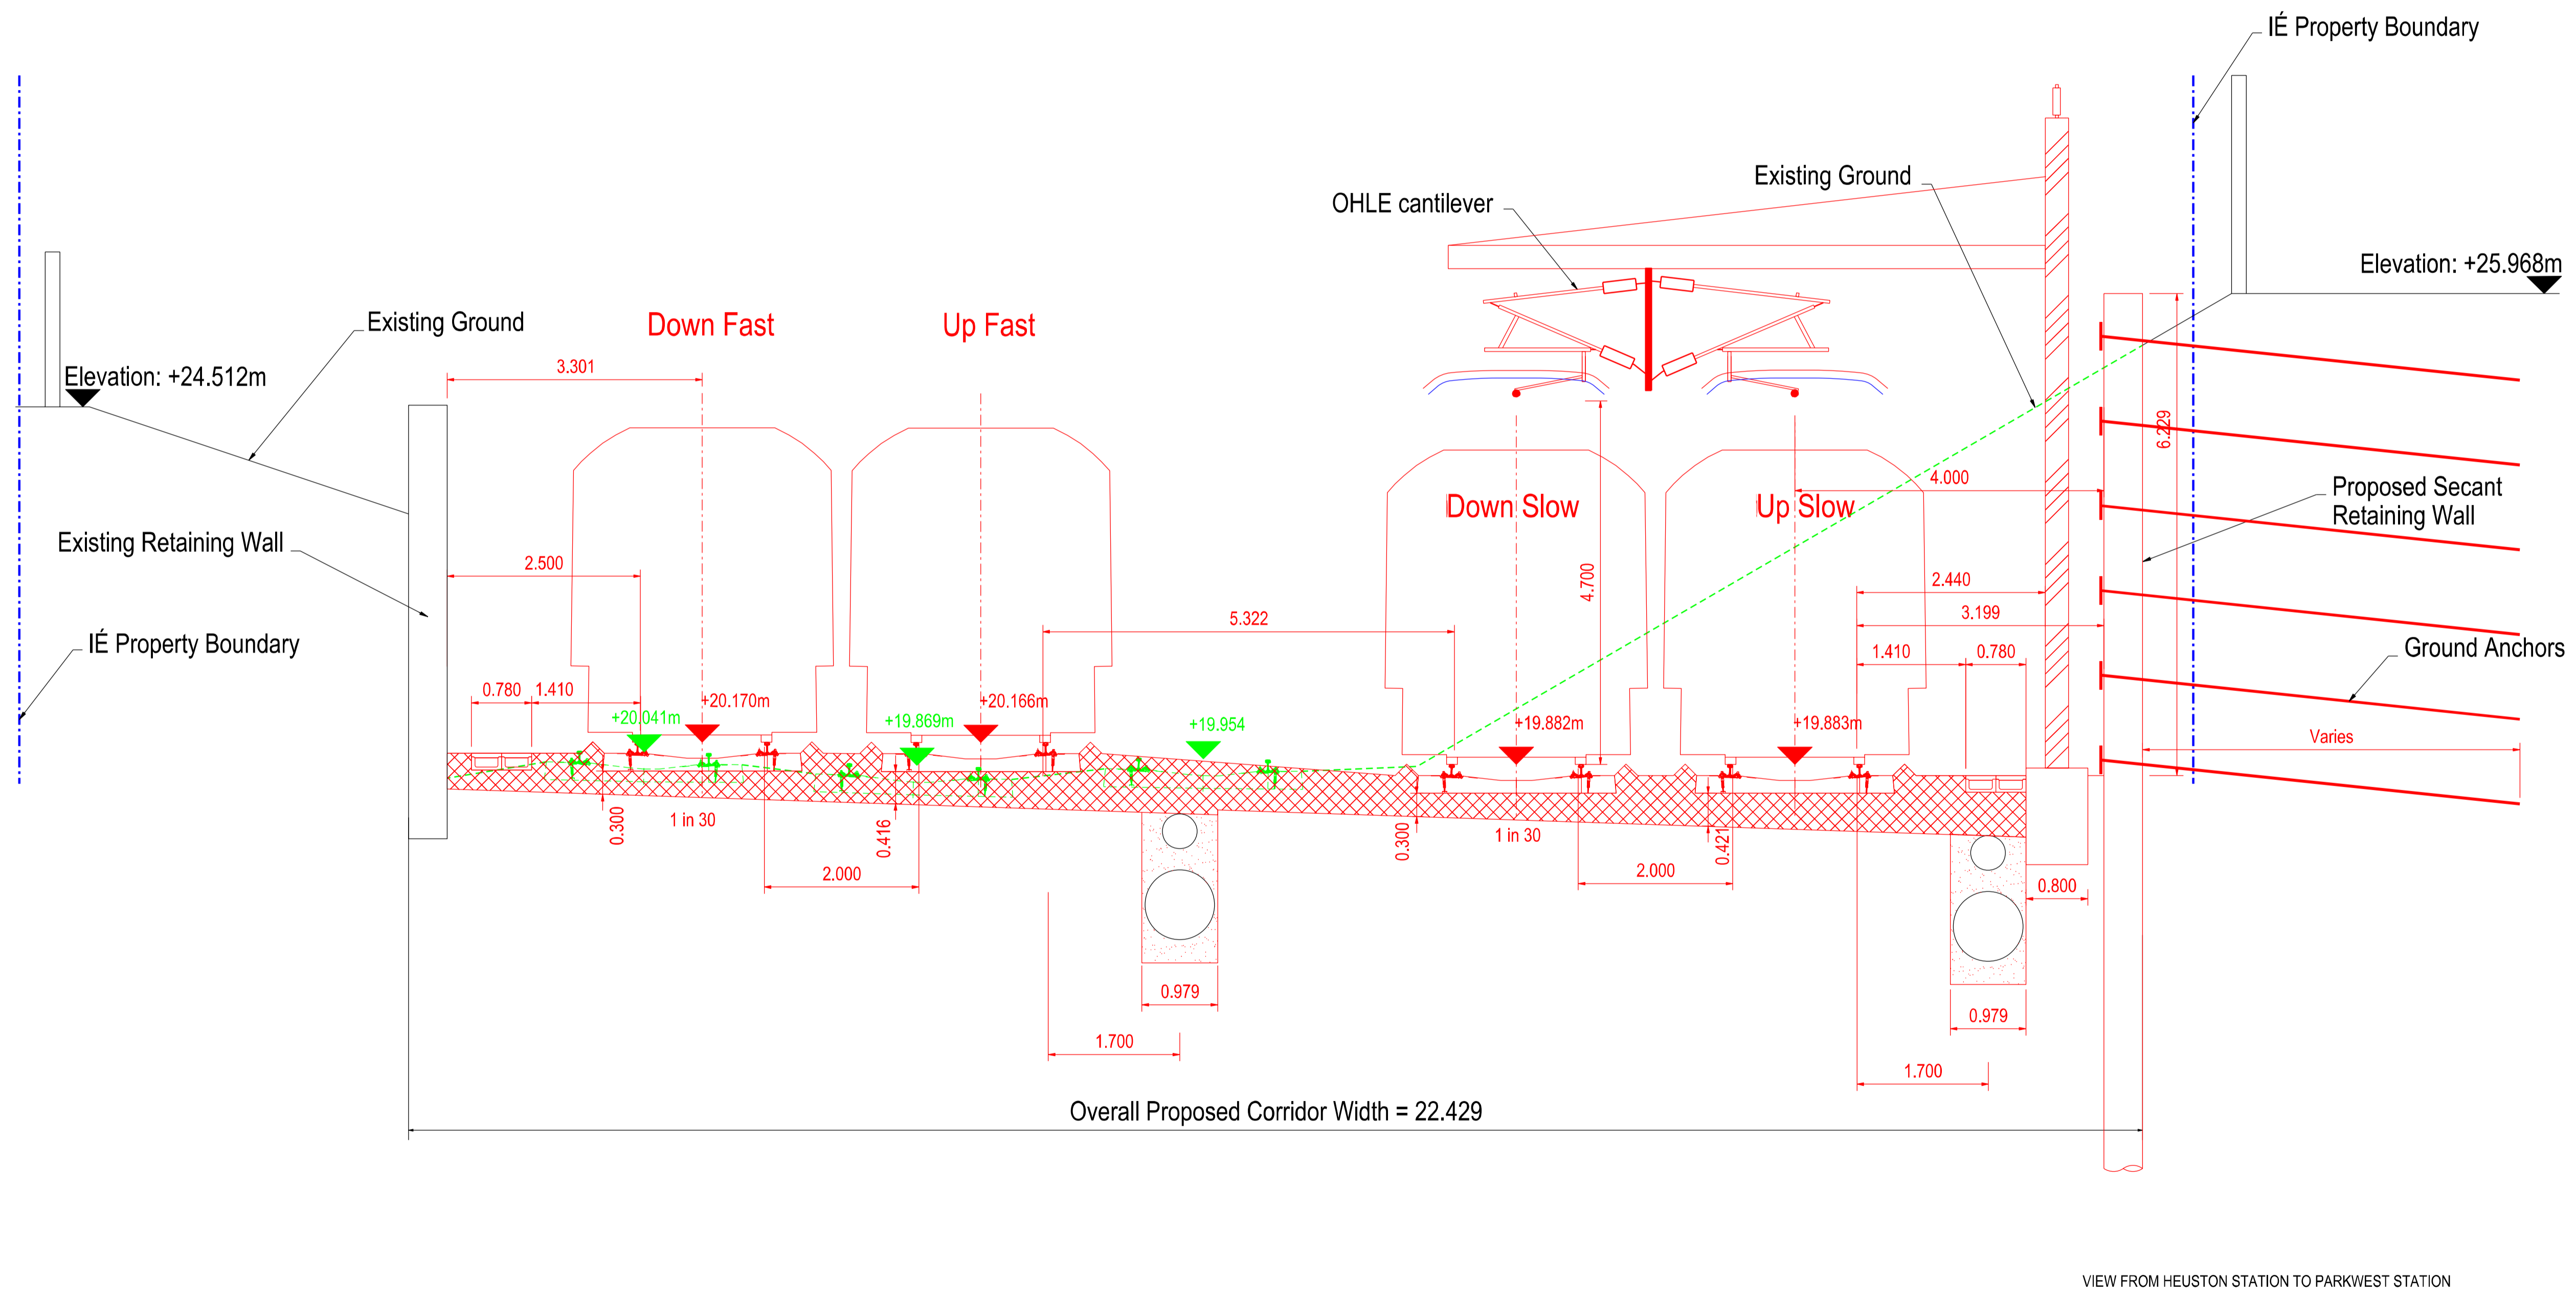 IÉ Property Boundary
Existing Ground
OHLE cantilever
Elevation: +25.968m
Existing Ground
Down Fast
Up Fast
Elevation: +24.512m
3.301
6.229
4.000
Down Slow
Up Slow
Proposed Secant
Retaining Wall
Existing Retaining Wall
2.500
4.700
2.440
5.322
3.199
IÉ Property Boundary
1.410
0.780
Ground Anchors
0.780
1.410
+20.170m
+20.166m
+20.041m
+19.869m
+19.954
+19.882m
+19.883m
Varies
0.300
1 in 30
0.416
0.300
1 in 30
0.421
2.000
2.000
0.800
0.979
0.979
1.700
1.700
Overall Proposed Corridor Width = 22.429
VIEW FROM HEUSTON STATION TO PARKWEST STATION